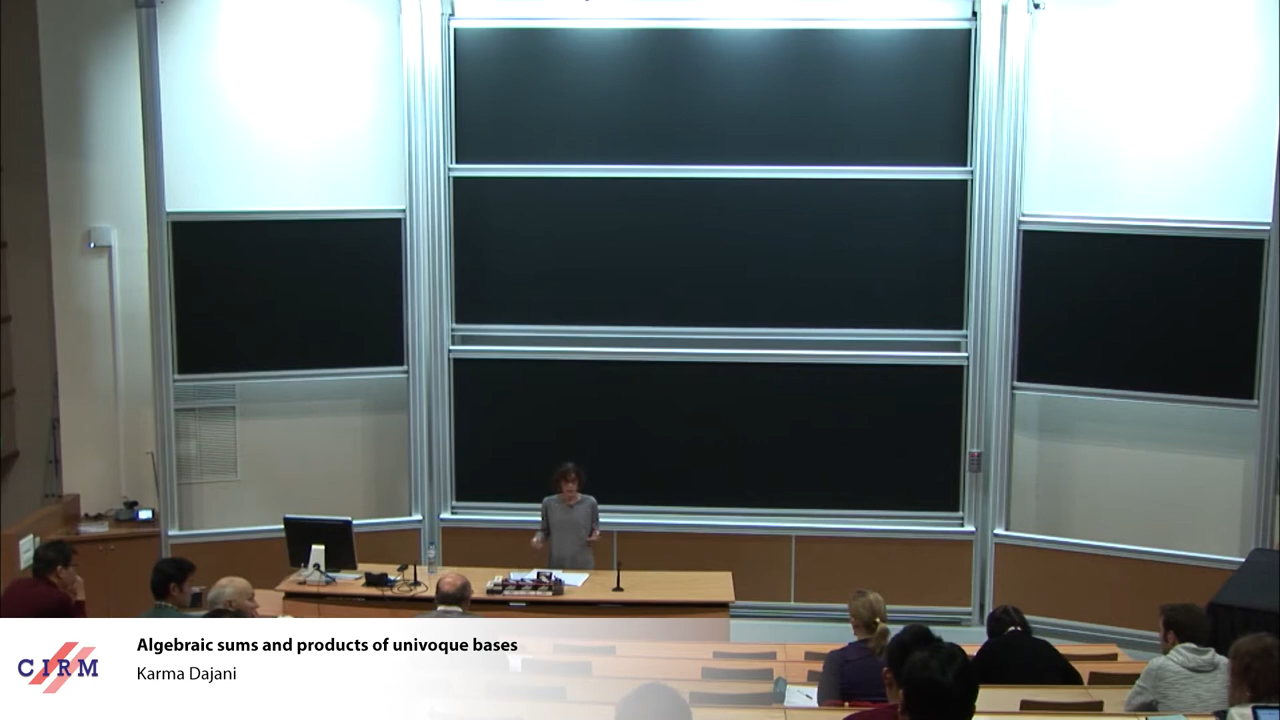 CIRM
Algebraic sums and products of univoque bases
Karma Dajani